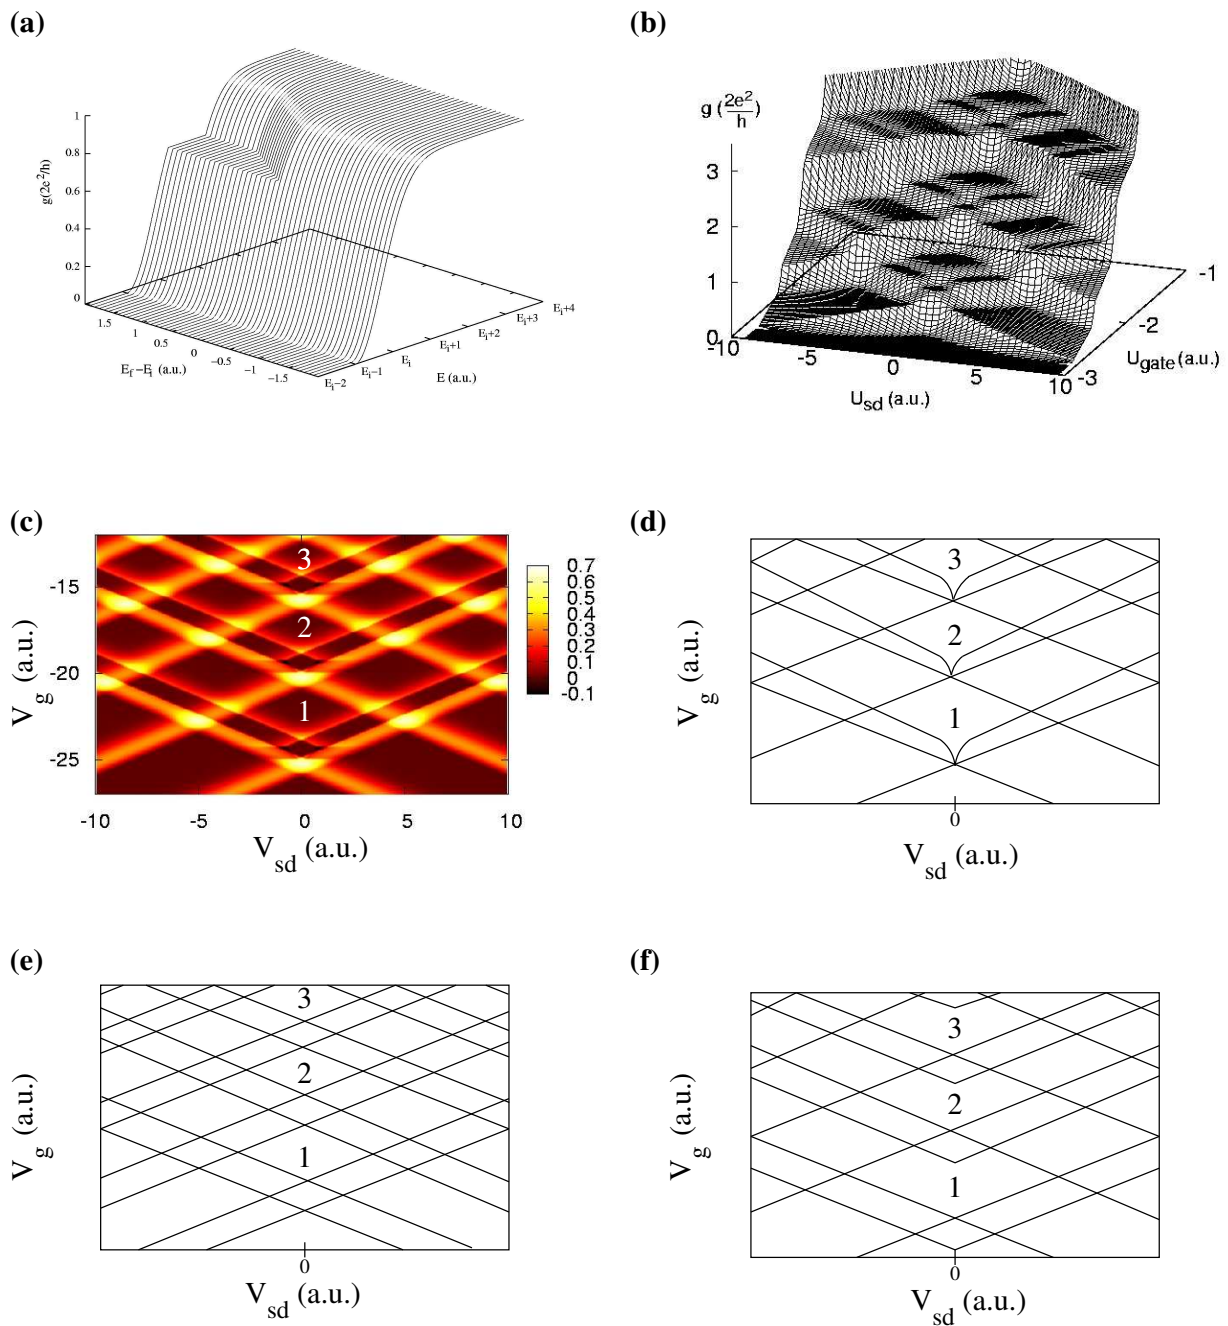 (a)
g(2e²/h)
1
0.8
0.6
0.4
0.2
0
1.5
1
0.5
0
−0.5
−1
−1.5
E_f−E_i (a.u.)
E_i−2
E_i−1
E_i
E_i+1
E_i+2
E_i+3
E_i+4
E (a.u.)
(b)
g (2e²/h)
3
2
1
0
-10
-5
0
5
10
U_sd (a.u.)
-3
-2
-1
U_gate (a.u.)
(c)
-15
-20
-25
V_g (a.u.)
3
2
1
-10
-5
0
5
10
V_sd (a.u.)
0.7
0.6
0.5
0.4
0.3
0.2
0.1
-0.1
(d)
V_g (a.u.)
3
2
1
0
V_sd (a.u.)
(e)
V_g (a.u.)
3
2
1
0
V_sd (a.u.)
(f)
V_g (a.u.)
3
2
1
0
V_sd (a.u.)